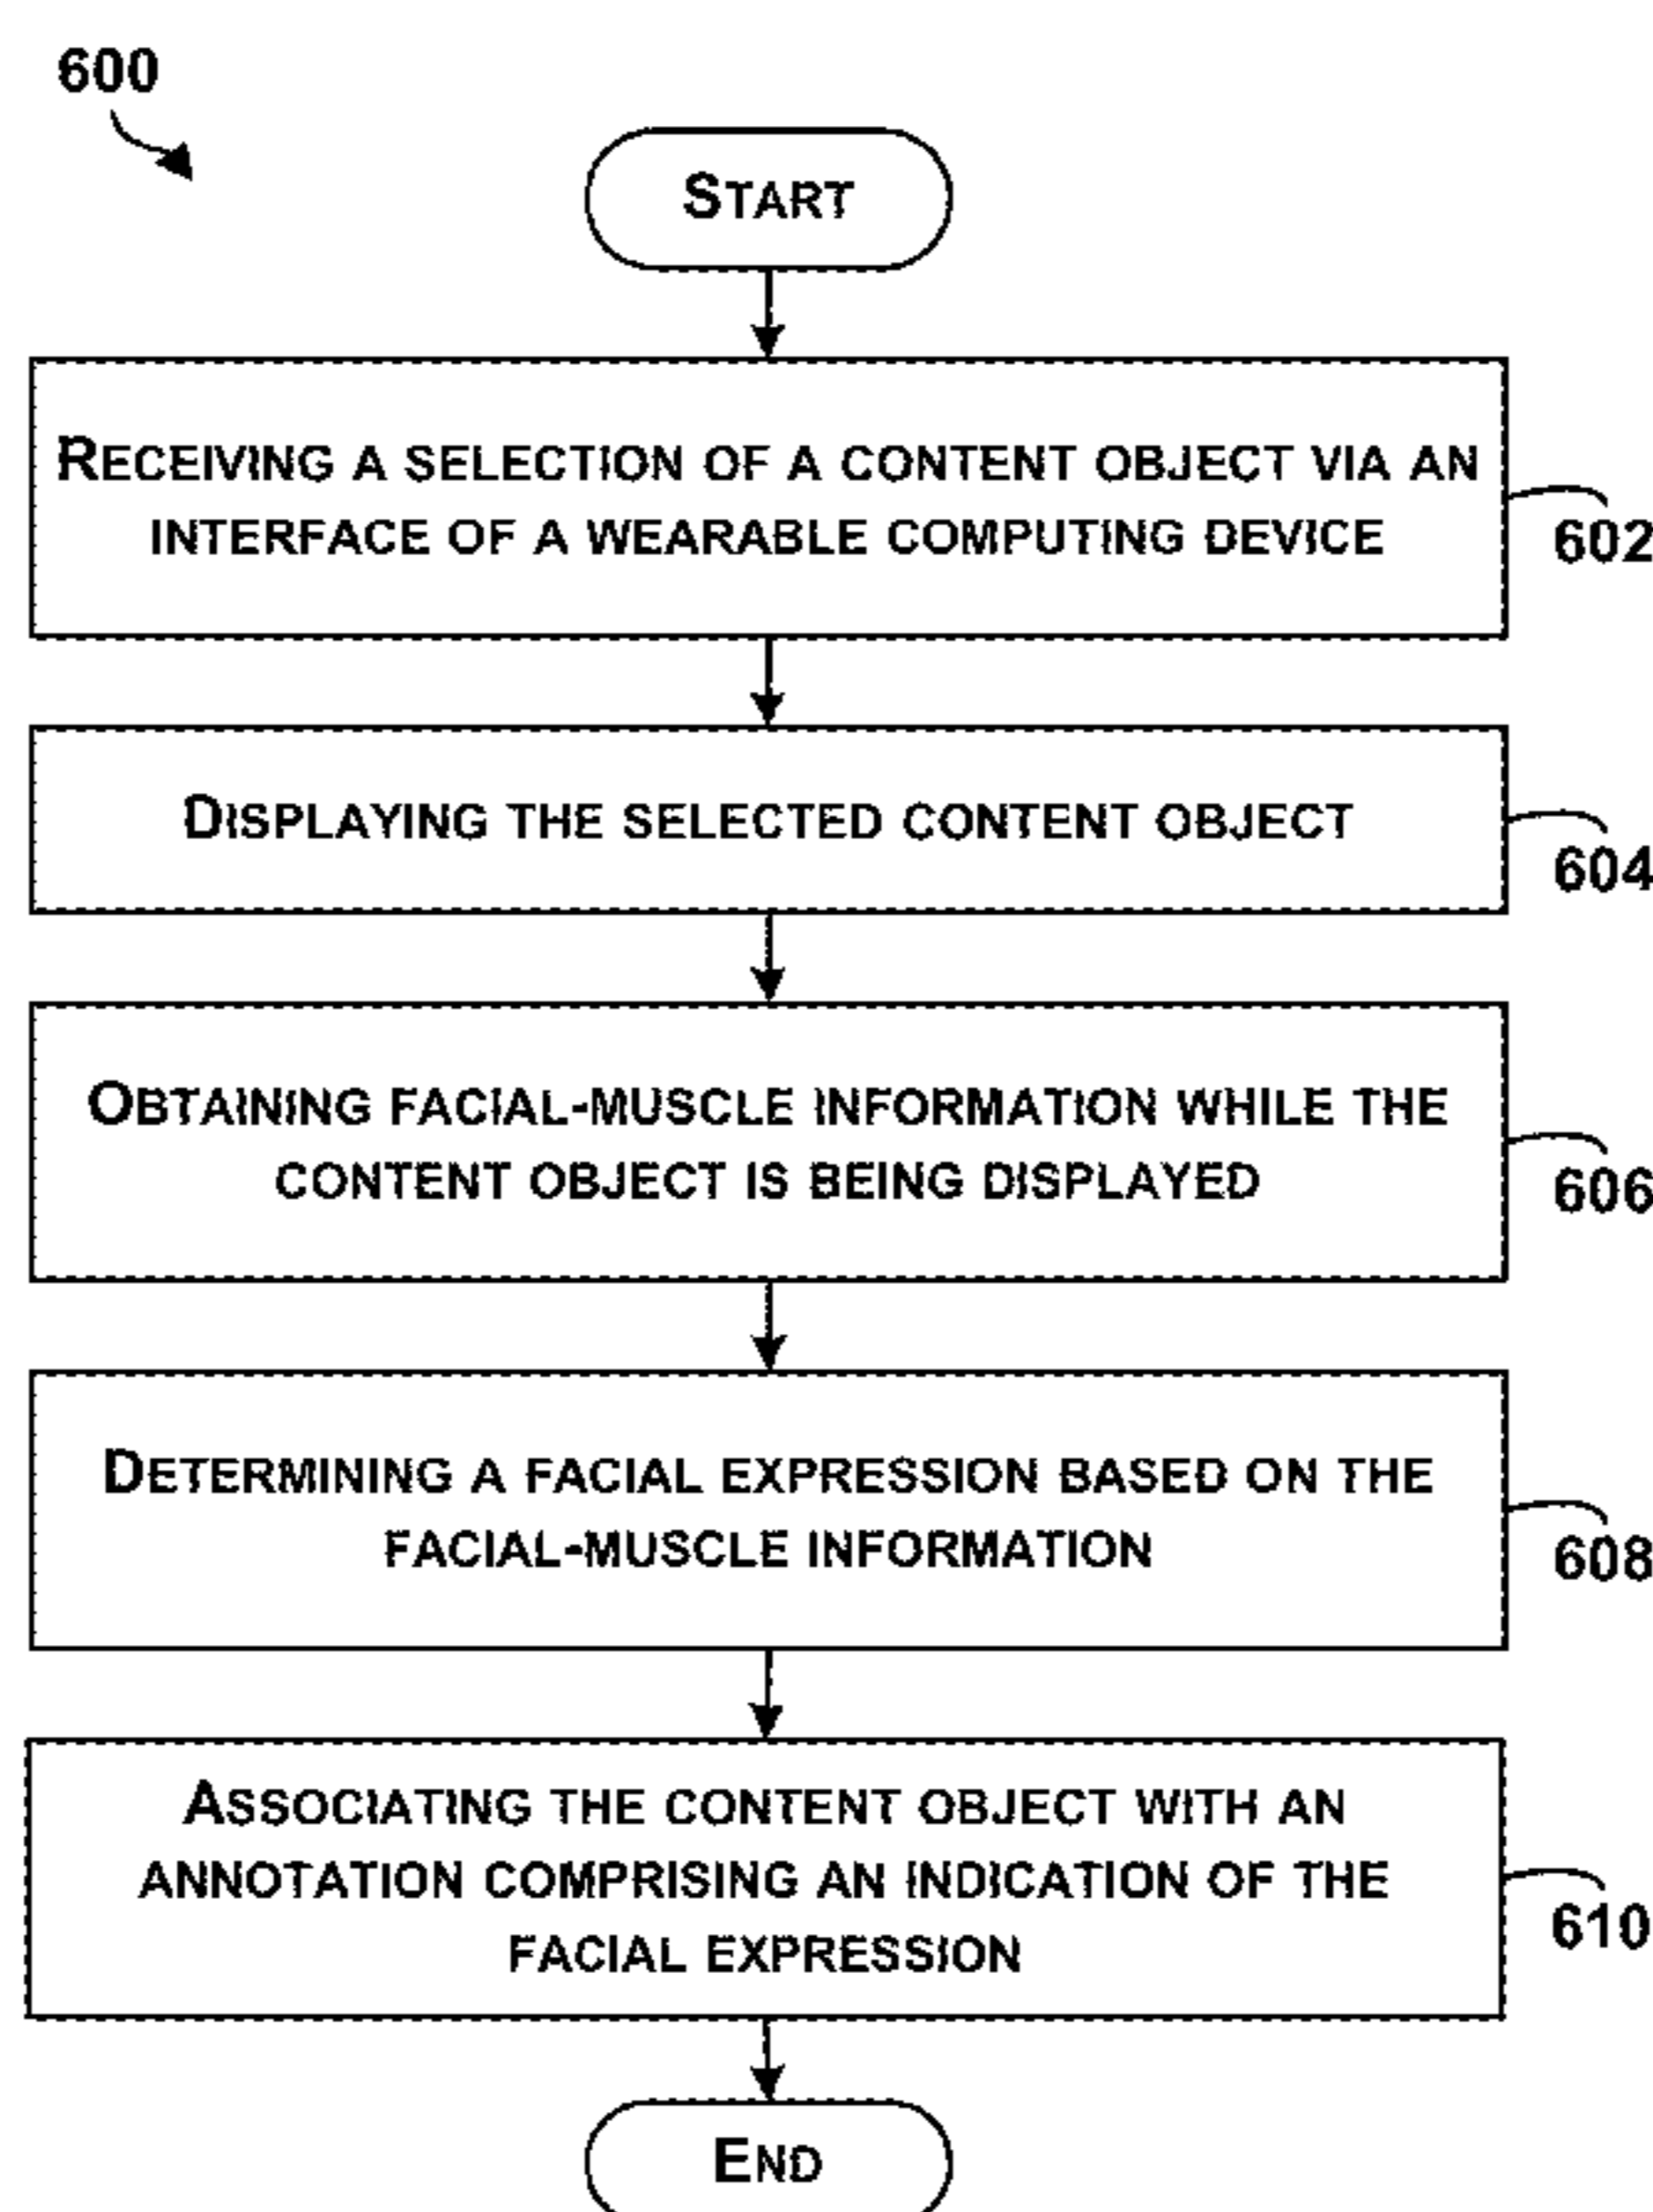 600
START
RECEIVING A SELECTION OF A CONTENT OBJECT VIA AN
INTERFACE OF A WEARABLE COMPUTING DEVICE
602
DISPLAYING THE SELECTED CONTENT OBJECT
604
OBTAINING FACIAL-MUSCLE INFORMATION WHILE THE
CONTENT OBJECT IS BEING DISPLAYED
606
DETERMINING A FACIAL EXPRESSION BASED ON THE
FACIAL-MUSCLE INFORMATION
608
ASSOCIATING THE CONTENT OBJECT WITH AN
ANNOTATION COMPRISING AN INDICATION OF THE
FACIAL EXPRESSION
610
END